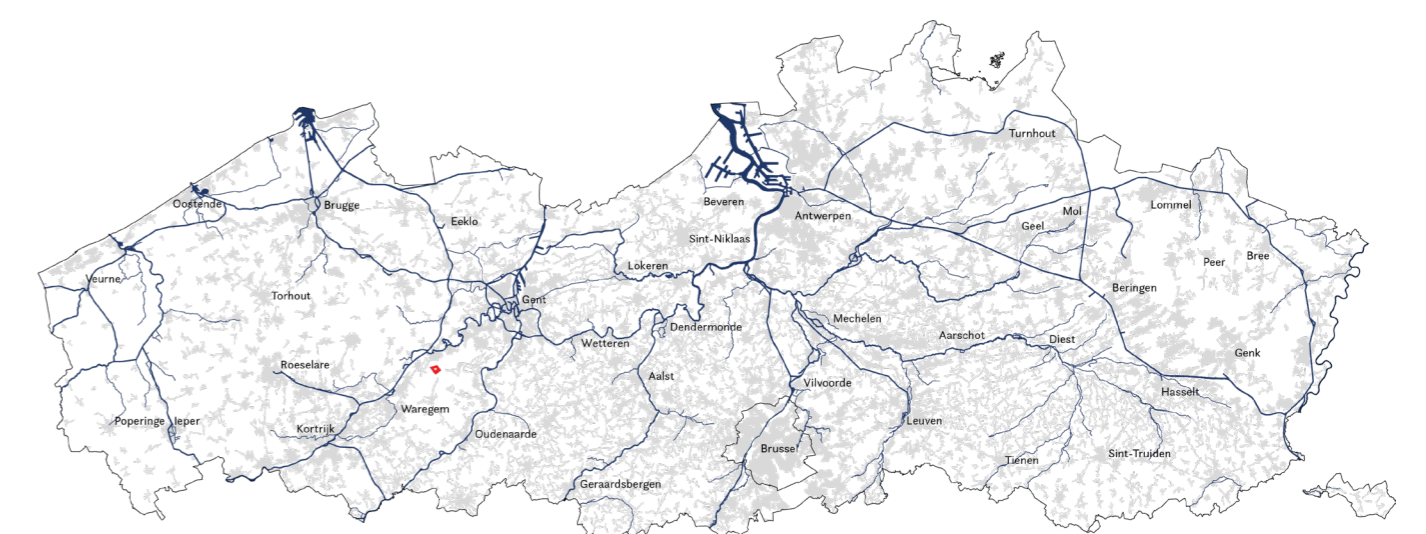 Turnhout
Oostende
Brugge
Beveren
Lommel
Antwerpen
Mol
Eeklo
Geel
Sint-Niklaas
Bree
Peer
Lokeren
Veurne
Beringen
Torhout
Gent
Mechelen
Dendermonde
Aarschot
Diest
Wetteren
Genk
Roeselare
Aalst
Vilvoorde
Hasselt
Waregem
Poperinge
Ieper
Leuven
Kortrijk
Oudenaarde
Brussel
Sint-Truiden
Tienen
Geraardsbergen